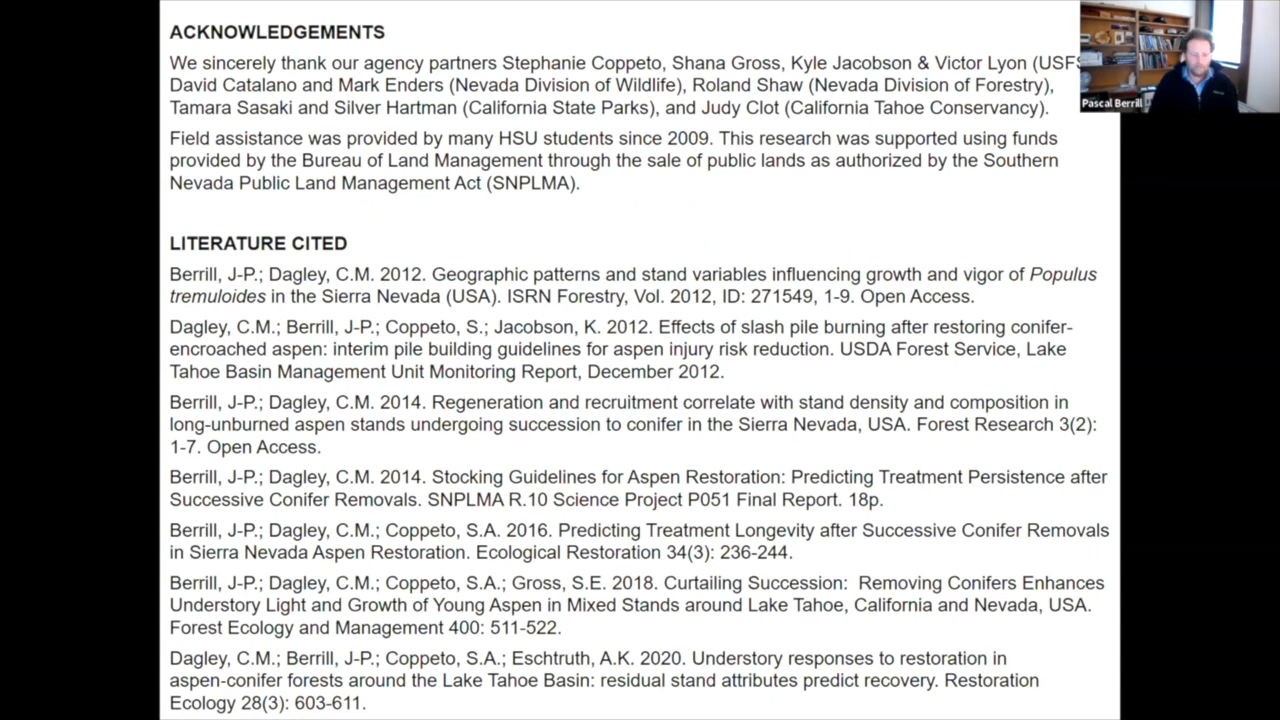 ACKNOWLEDGEMENTS
We sincerely thank our agency partners Stephanie Coppeto, Shana Gross, Kyle Jacobson & Victor Lyon (USFS
David Catalano and Mark Enders (Nevada Division of Wildlife), Roland Shaw (Nevada Division of Forestry),
Tamara Sasaki and Silver Hartman (California State Parks), and Judy Clot (California Tahoe Conservancy).
Pascal Berrill
Field assistance was provided by many HSU students since 2009. This research was supported using funds
provided by the Bureau of Land Management through the sale of public lands as authorized by the Southern
Nevada Public Land Management Act (SNPLMA).
LITERATURE CITED
Berrill, J-P.; Dagley, C.M. 2012. Geographic patterns and stand variables influencing growth and vigor of Populus
tremuloides in the Sierra Nevada (USA). ISRN Forestry, Vol. 2012, ID: 271549, 1-9. Open Access.
Dagley, C.M.; Berrill, J-P.; Coppeto, S.; Jacobson, K. 2012. Effects of slash pile burning after restoring conifer-
encroached aspen: interim pile building guidelines for aspen injury risk reduction. USDA Forest Service, Lake
Tahoe Basin Management Unit Monitoring Report, December 2012.
Berrill, J-P.; Dagley, C.M. 2014. Regeneration and recruitment correlate with stand density and composition in
long-unburned aspen stands undergoing succession to conifer in the Sierra Nevada, USA. Forest Research 3(2):
1-7. Open Access.
Berrill, J-P.; Dagley, C.M. 2014. Stocking Guidelines for Aspen Restoration: Predicting Treatment Persistence after
Successive Conifer Removals. SNPLMA R.10 Science Project P051 Final Report. 18p.
Berrill, J-P.; Dagley, C.M.; Coppeto, S.A. 2016. Predicting Treatment Longevity after Successive Conifer Removals
in Sierra Nevada Aspen Restoration. Ecological Restoration 34(3): 236-244.
Berrill, J-P.; Dagley, C.M.; Coppeto, S.A.; Gross, S.E. 2018. Curtailing Succession: Removing Conifers Enhances
Understory Light and Growth of Young Aspen in Mixed Stands around Lake Tahoe, California and Nevada, USA.
Forest Ecology and Management 400: 511-522.
Dagley, C.M.; Berrill, J-P.; Coppeto, S.A.; Eschtruth, A.K. 2020. Understory responses to restoration in
aspen-conifer forests around the Lake Tahoe Basin: residual stand attributes predict recovery. Restoration
Ecology 28(3): 603-611.